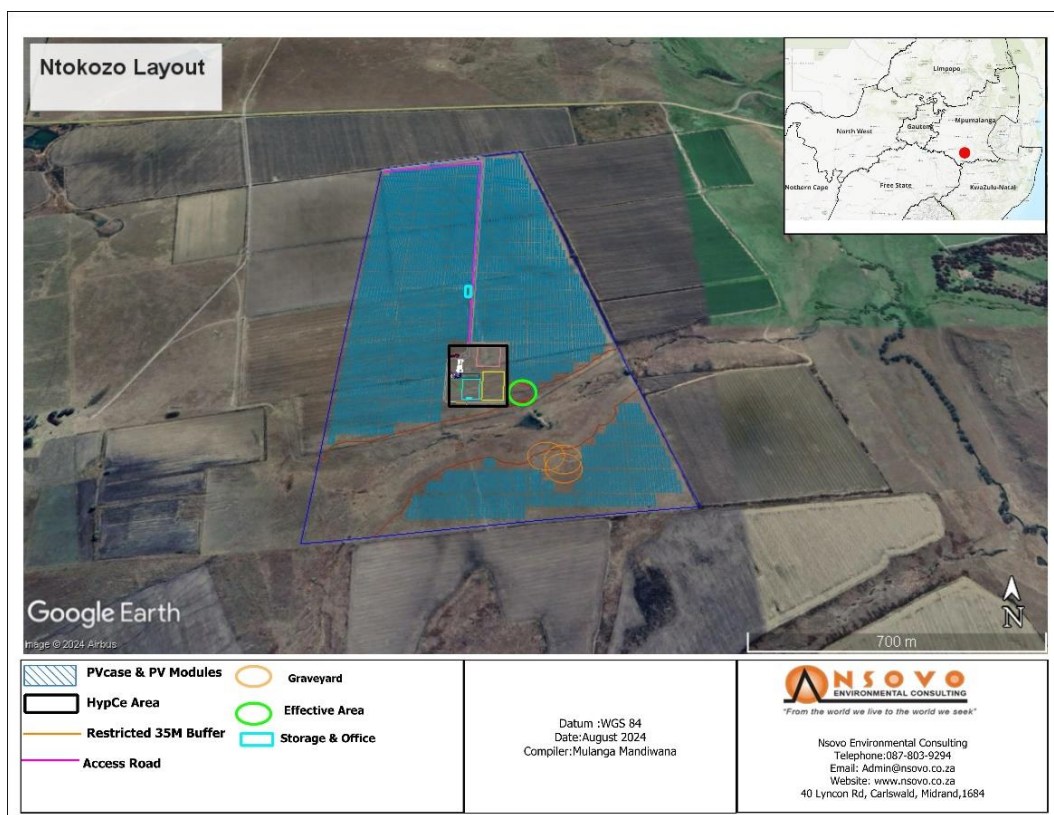 Ntokozo Layout
Limpopo
Mpumalanga
Gauteng
North West
Free State
KwaZulu-Natal
Nothern Cape
Google Earth
Image © 2024 Airbus
N
700 m
PVcase & PV Modules
HypCe Area
Restricted 35M Buffer
Access Road
Graveyard
Effective Area
Storage & Office
Datum :WGS 84
Date:August 2024
Compiler:Mulanga Mandiwana
NSOVO
ENVIRONMENTAL CONSULTING
"From the world we live to the world we seek"
Nsovo Environmental Consulting
Telephone:087-803-9294
Email: Admin@nsovo.co.za
Website: www.nsovo.co.za
40 Lyncon Rd, Carlswald, Midrand,1684